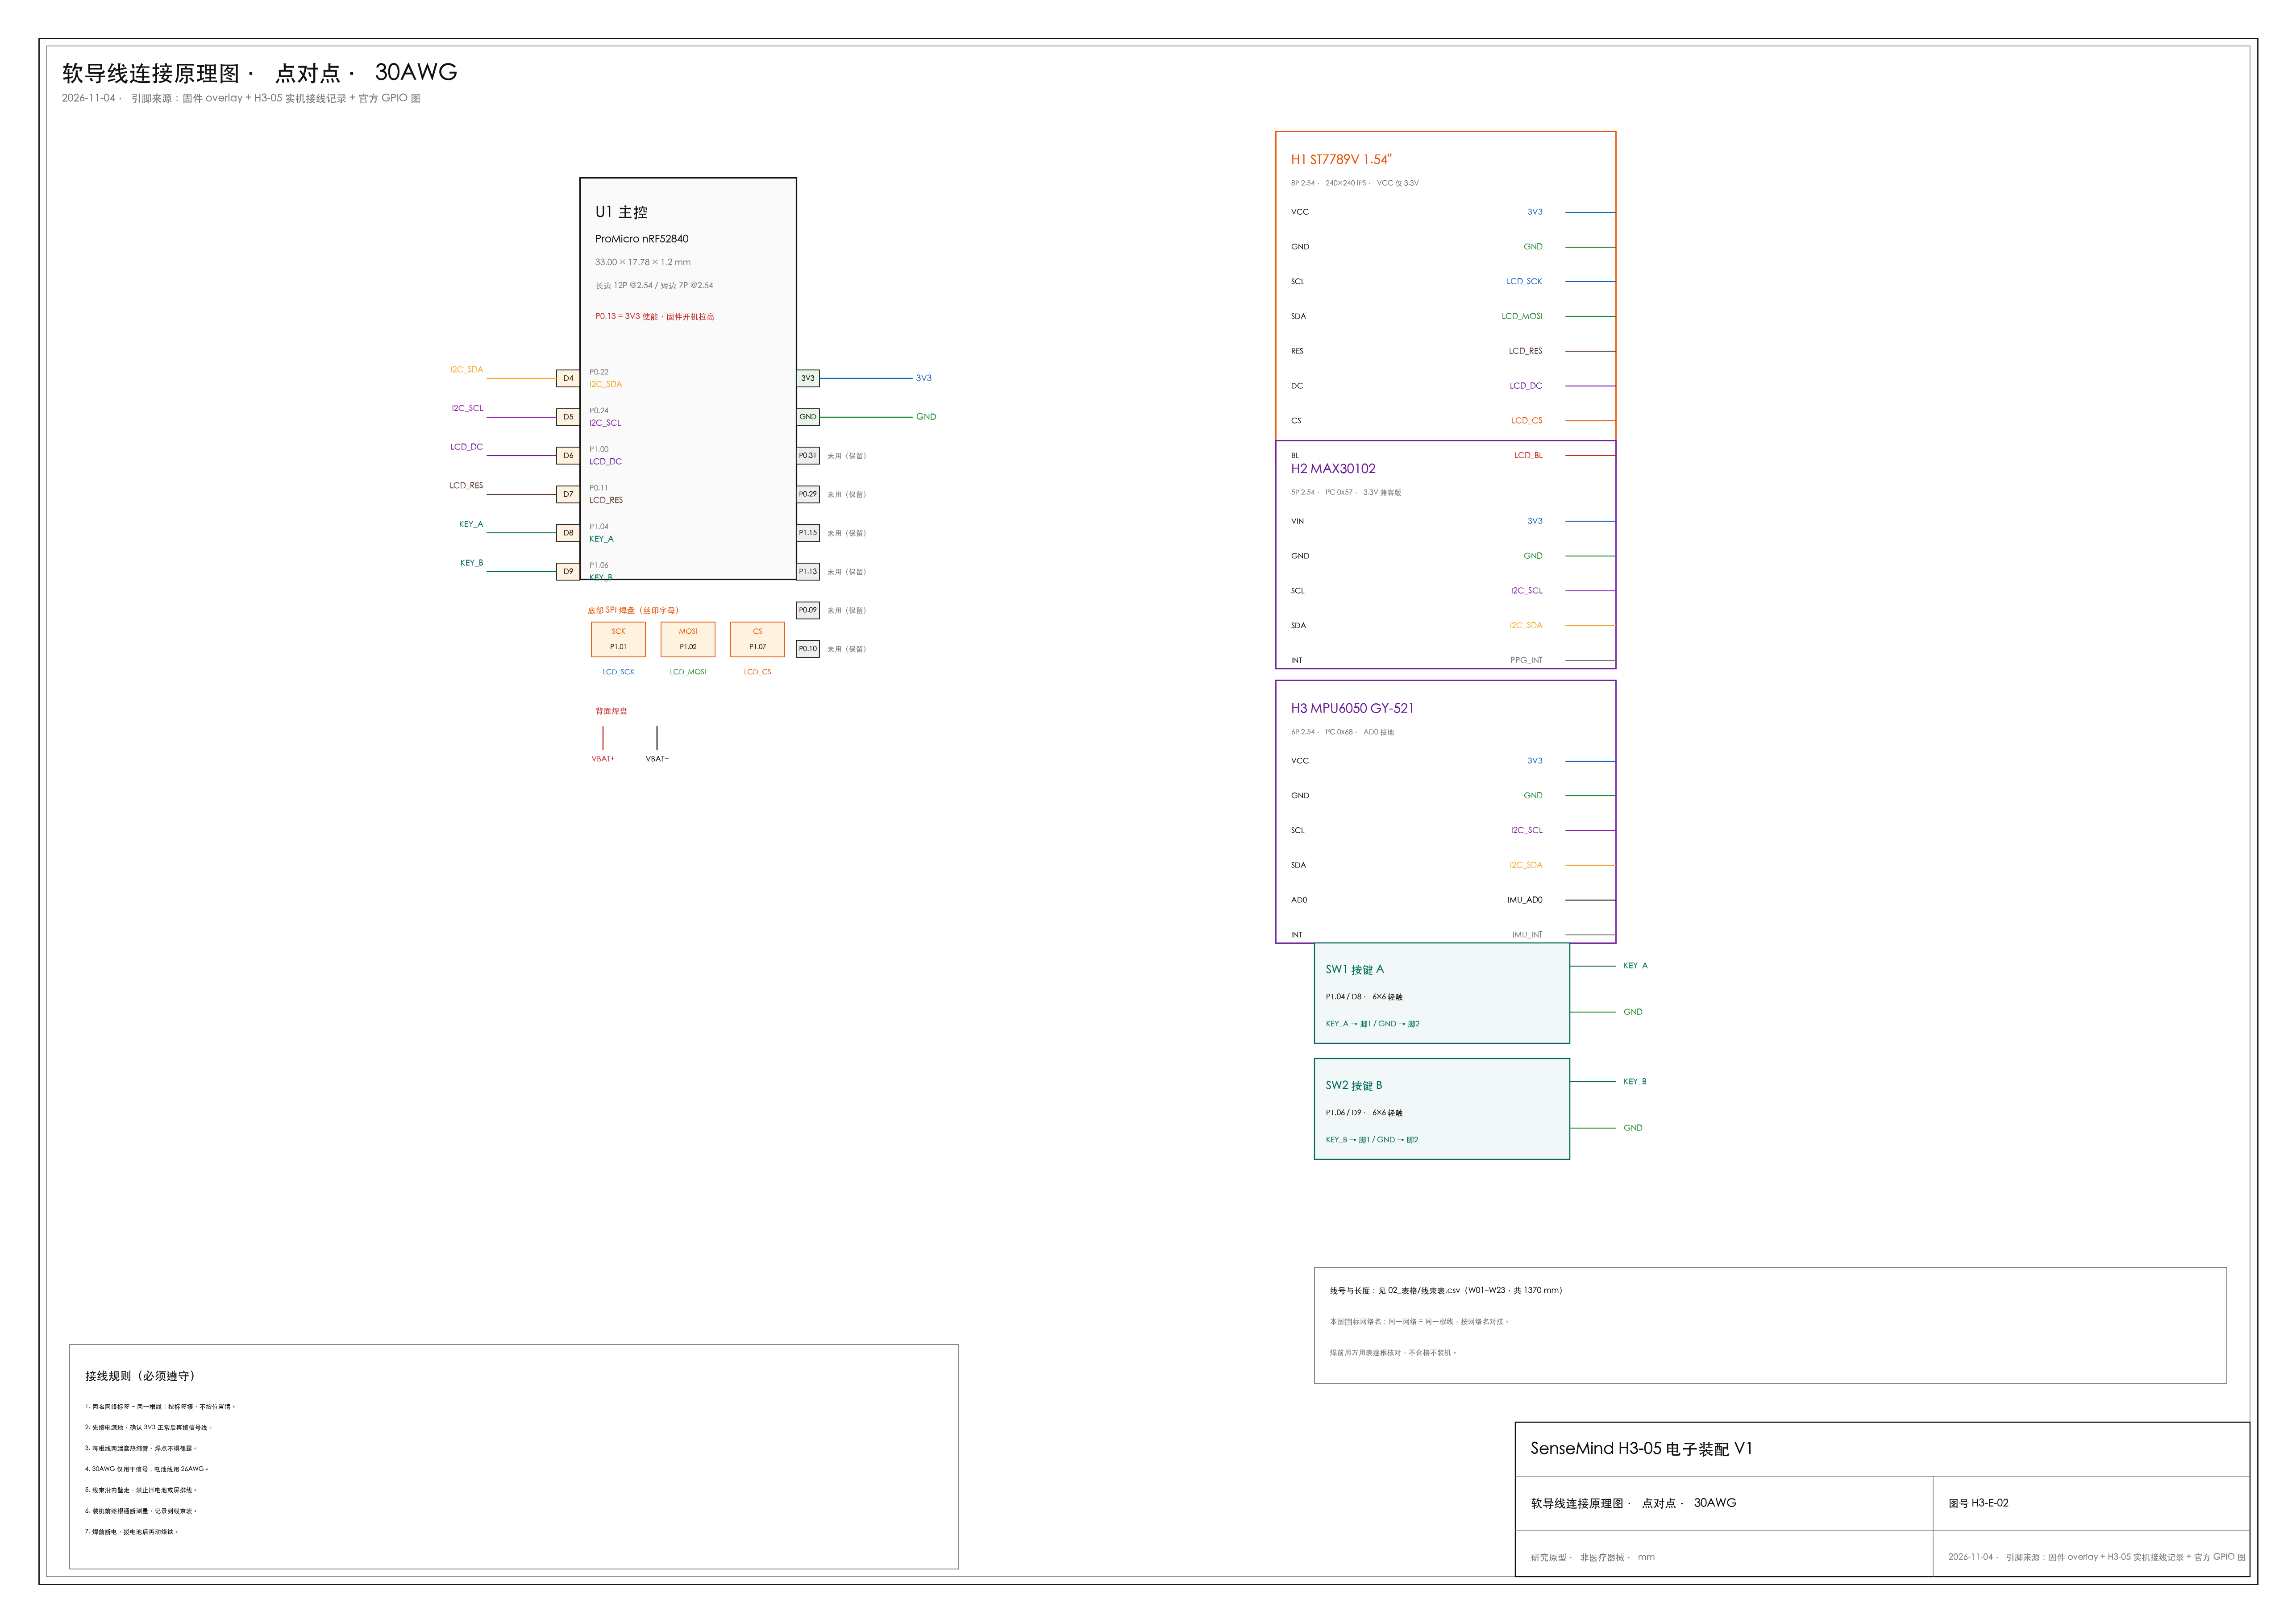 软导线连接原理图 · 点对点 · 30AWG
2026-11-04 · 引脚来源：固件 overlay + H3-05 实机接线记录 + 官方 GPIO 图
U1 主控
ProMicro nRF52840
33.00 × 17.78 × 1.2 mm
长边 12P @2.54 / 短边 7P @2.54
P0.13 = 3V3 使能 · 固件开机拉高
I2C_SDA
D4
P0.22
I2C_SDA
I2C_SCL
D5
P0.24
I2C_SCL
LCD_DC
D6
P1.00
LCD_DC
LCD_RES
D7
P0.11
LCD_RES
KEY_A
D8
P1.04
KEY_A
KEY_B
D9
P1.06
KEY_B
3V3
3V3
GND
GND
P0.31
未用（保留）
P0.29
未用（保留）
P1.15
未用（保留）
P1.13
未用（保留）
P0.09
未用（保留）
P0.10
未用（保留）
底部 SPI 焊盘（丝印字母）
SCK
P1.01
LCD_SCK
MOSI
P1.02
LCD_MOSI
CS
P1.07
LCD_CS
背面焊盘
VBAT+
VBAT−
H1 ST7789V 1.54"
8P 2.54 · 240×240 IPS · VCC 仅 3.3V
VCC 3V3
GND GND
SCL LCD_SCK
SDA LCD_MOSI
RES LCD_RES
DC LCD_DC
CS LCD_CS
BL LCD_BL
H2 MAX30102
5P 2.54 · I²C 0x57 · 3.3V 兼容版
VIN 3V3
GND GND
SCL I2C_SCL
SDA I2C_SDA
INT PPG_INT
H3 MPU6050 GY-521
6P 2.54 · I²C 0x68 · AD0 接地
VCC 3V3
GND GND
SCL I2C_SCL
SDA I2C_SDA
AD0 IMU_AD0
INT IMU_INT
SW1 按键 A
P1.04 / D8 · 6×6 轻触
KEY_A → 脚1 / GND → 脚2
KEY_A
GND
SW2 按键 B
P1.06 / D9 · 6×6 轻触
KEY_B → 脚1 / GND → 脚2
KEY_B
GND
线号与长度：见 02_表格/线束表.csv（W01–W23 · 共 1370 mm）
本图标网络名；同一网络 = 同一根线 · 按网络名对接。
焊前用万用表逐根核对 · 不合格不装机。
接线规则（必须遵守）
1. 同名网络标签 = 同一根线；按标签接 · 不按位置猜。
2. 先接电源地 · 确认 3V3 正常后再接信号线。
3. 每根线两端套热缩管 · 焊点不得裸露。
4. 30AWG 仅用于信号；电池线用 26AWG。
5. 线束沿内壁走 · 禁止压电池或屏排线。
6. 装机前逐根通断测量 · 记录到线束表。
7. 焊前断电 · 拔电池后再动烙铁。
SenseMind H3-05 电子装配 V1
软导线连接原理图 · 点对点 · 30AWG
图号 H3-E-02
研究原型 · 非医疗器械 · mm
2026-11-04 · 引脚来源：固件 overlay + H3-05 实机接线记录 + 官方 GPIO 图